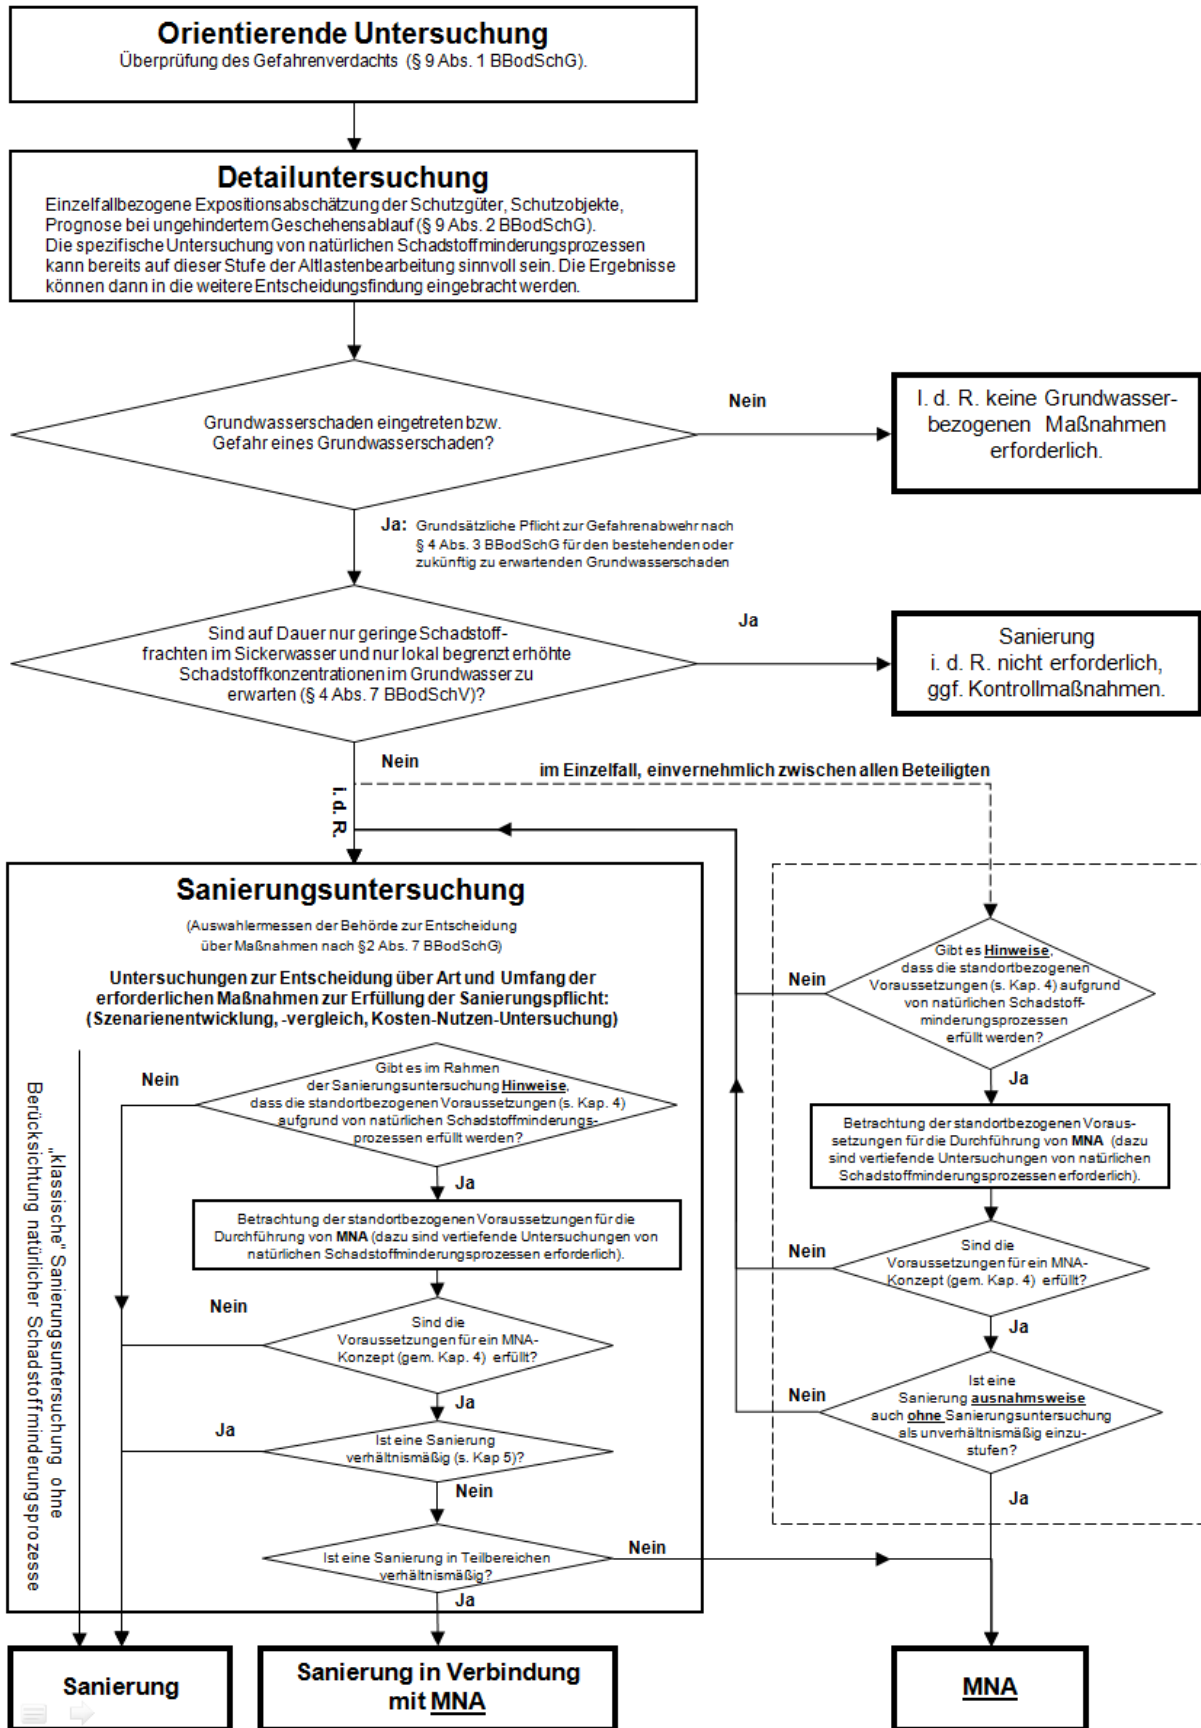 Orientierende Untersuchung
Überprüfung des Gefahrenverdachts (§ 9 Abs. 1 BBodSchG).
Detailuntersuchung
Einzelfallbezogene Expositionsabschätzung der Schutzgüter, Schutzobjekte,
Prognose bei ungehindertem Geschehensablauf (§ 9 Abs. 2 BBodSchG).
Die spezifische Untersuchung von natürlichen Schadstoffminderungsprozessen
kann bereits auf dieser Stufe der Altlastenbearbeitung sinnvoll sein. Die Ergebnisse
können dann in die weitere Entscheidungsfindung eingebracht werden.
Grundwasserschaden eingetreten bzw.
Gefahr eines Grundwasserschaden?
Nein
I. d. R. keine Grundwasser-
bezogenen Maßnahmen
erforderlich.
Ja: Grundsätzliche Pflicht zur Gefahrenabwehr nach
§ 4 Abs. 3 BBodSchG für den bestehenden oder
zukünftig zu erwartenden Grundwasserschaden
Sind auf Dauer nur geringe Schadstoff-
frachten im Sickerwasser und nur lokal begrenzt erhöhte
Schadstoffkonzentrationen im Grundwasser zu
erwarten (§ 4 Abs. 7 BBodSchV)?
Ja
Sanierung
i. d. R. nicht erforderlich,
ggf. Kontrollmaßnahmen.
Nein
i. d. R.
im Einzelfall, einvernehmlich zwischen allen Beteiligten
Sanierungsuntersuchung
(Auswahlermessen der Behörde zur Entscheidung
über Maßnahmen nach §2 Abs. 7 BBodSchG)
Untersuchungen zur Entscheidung über Art und Umfang der
erforderlichen Maßnahmen zur Erfüllung der Sanierungspflicht:
(Szenarienentwicklung, -vergleich, Kosten-Nutzen-Untersuchung)
„klassische" Sanierungsuntersuchung ohne
Berücksichtung natürlicher Schadstoffminderungsprozesse
Gibt es im Rahmen
der Sanierungsuntersuchung Hinweise,
dass die standortbezogenen Voraussetzungen (s. Kap. 4)
aufgrund von natürlichen Schadstoffminderungs-
prozessen erfüllt werden?
Nein
Ja
Betrachtung der standortbezogenen Voraussetzungen für die
Durchführung von MNA (dazu sind vertiefende Untersuchungen von
natürlichen Schadstoffminderungsprozessen erforderlich).
Nein
Sind die
Voraussetzungen für ein MNA-
Konzept (gem. Kap. 4) erfüllt?
Ja
Ja
Ist eine Sanierung
verhältnismäßig (s. Kap 5)?
Nein
Ist eine Sanierung in Teilbereichen
verhältnismäßig?
Nein
Ja
Gibt es Hinweise,
dass die standortbezogenen
Voraussetzungen (s. Kap. 4) aufgrund
von natürlichen Schadstoff-
minderungsprozessen
erfüllt werden?
Nein
Ja
Betrachtung der standortbezogenen Voraus-
setzungen für die Durchführung von MNA (dazu
sind vertiefende Untersuchungen von natürlichen
Schadstoffminderungsprozessen erforderlich).
Nein
Sind die
Voraussetzungen für ein MNA-
Konzept (gem. Kap. 4) erfüllt?
Ja
Nein
Ist eine
Sanierung ausnahmsweise
auch ohne Sanierungsuntersuchung
als unverhältnismäßig einzu-
stufen?
Ja
Sanierung
Sanierung in Verbindung
mit MNA
MNA